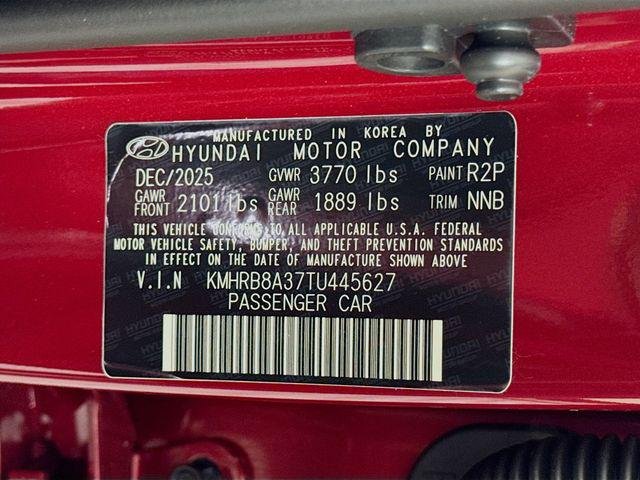 MANUFACTURED IN KOREA BY
HYUNDAI MOTOR COMPANY
DEC/2025 GVWR 3770 lbs PAINT R2P
GAWR FRONT 2101 lbs GAWR REAR 1889 lbs TRIM NNB
THIS VEHICLE CONFORMS TO ALL APPLICABLE U.S.A. FEDERAL
MOTOR VEHICLE SAFETY, BUMPER, AND THEFT PREVENTION STANDARDS
IN EFFECT ON THE DATE OF MANUFACTURE SHOWN ABOVE
V.I.N KMHRB8A37TU445627
PASSENGER CAR